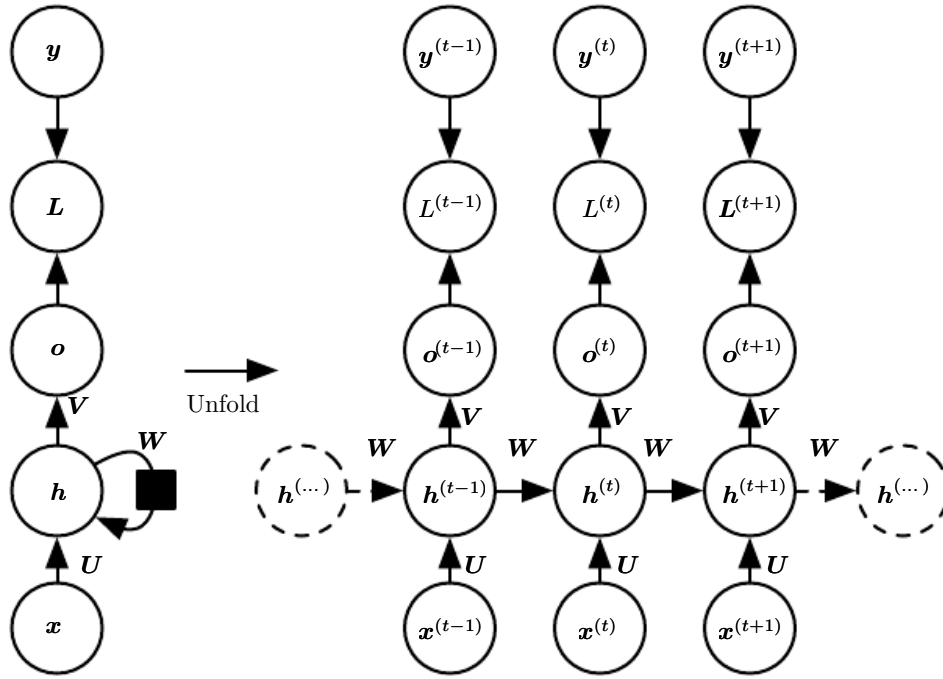 y y^(t−1) y^(t) y^(t+1)
L L^(t−1) L^(t) L^(t+1)
o o^(t−1) o^(t) o^(t+1)
Unfold
V V V V
W W W W W
h h^(...) h^(t−1) h^(t) h^(t+1) h^(...)
U U U U
x x^(t−1) x^(t) x^(t+1)